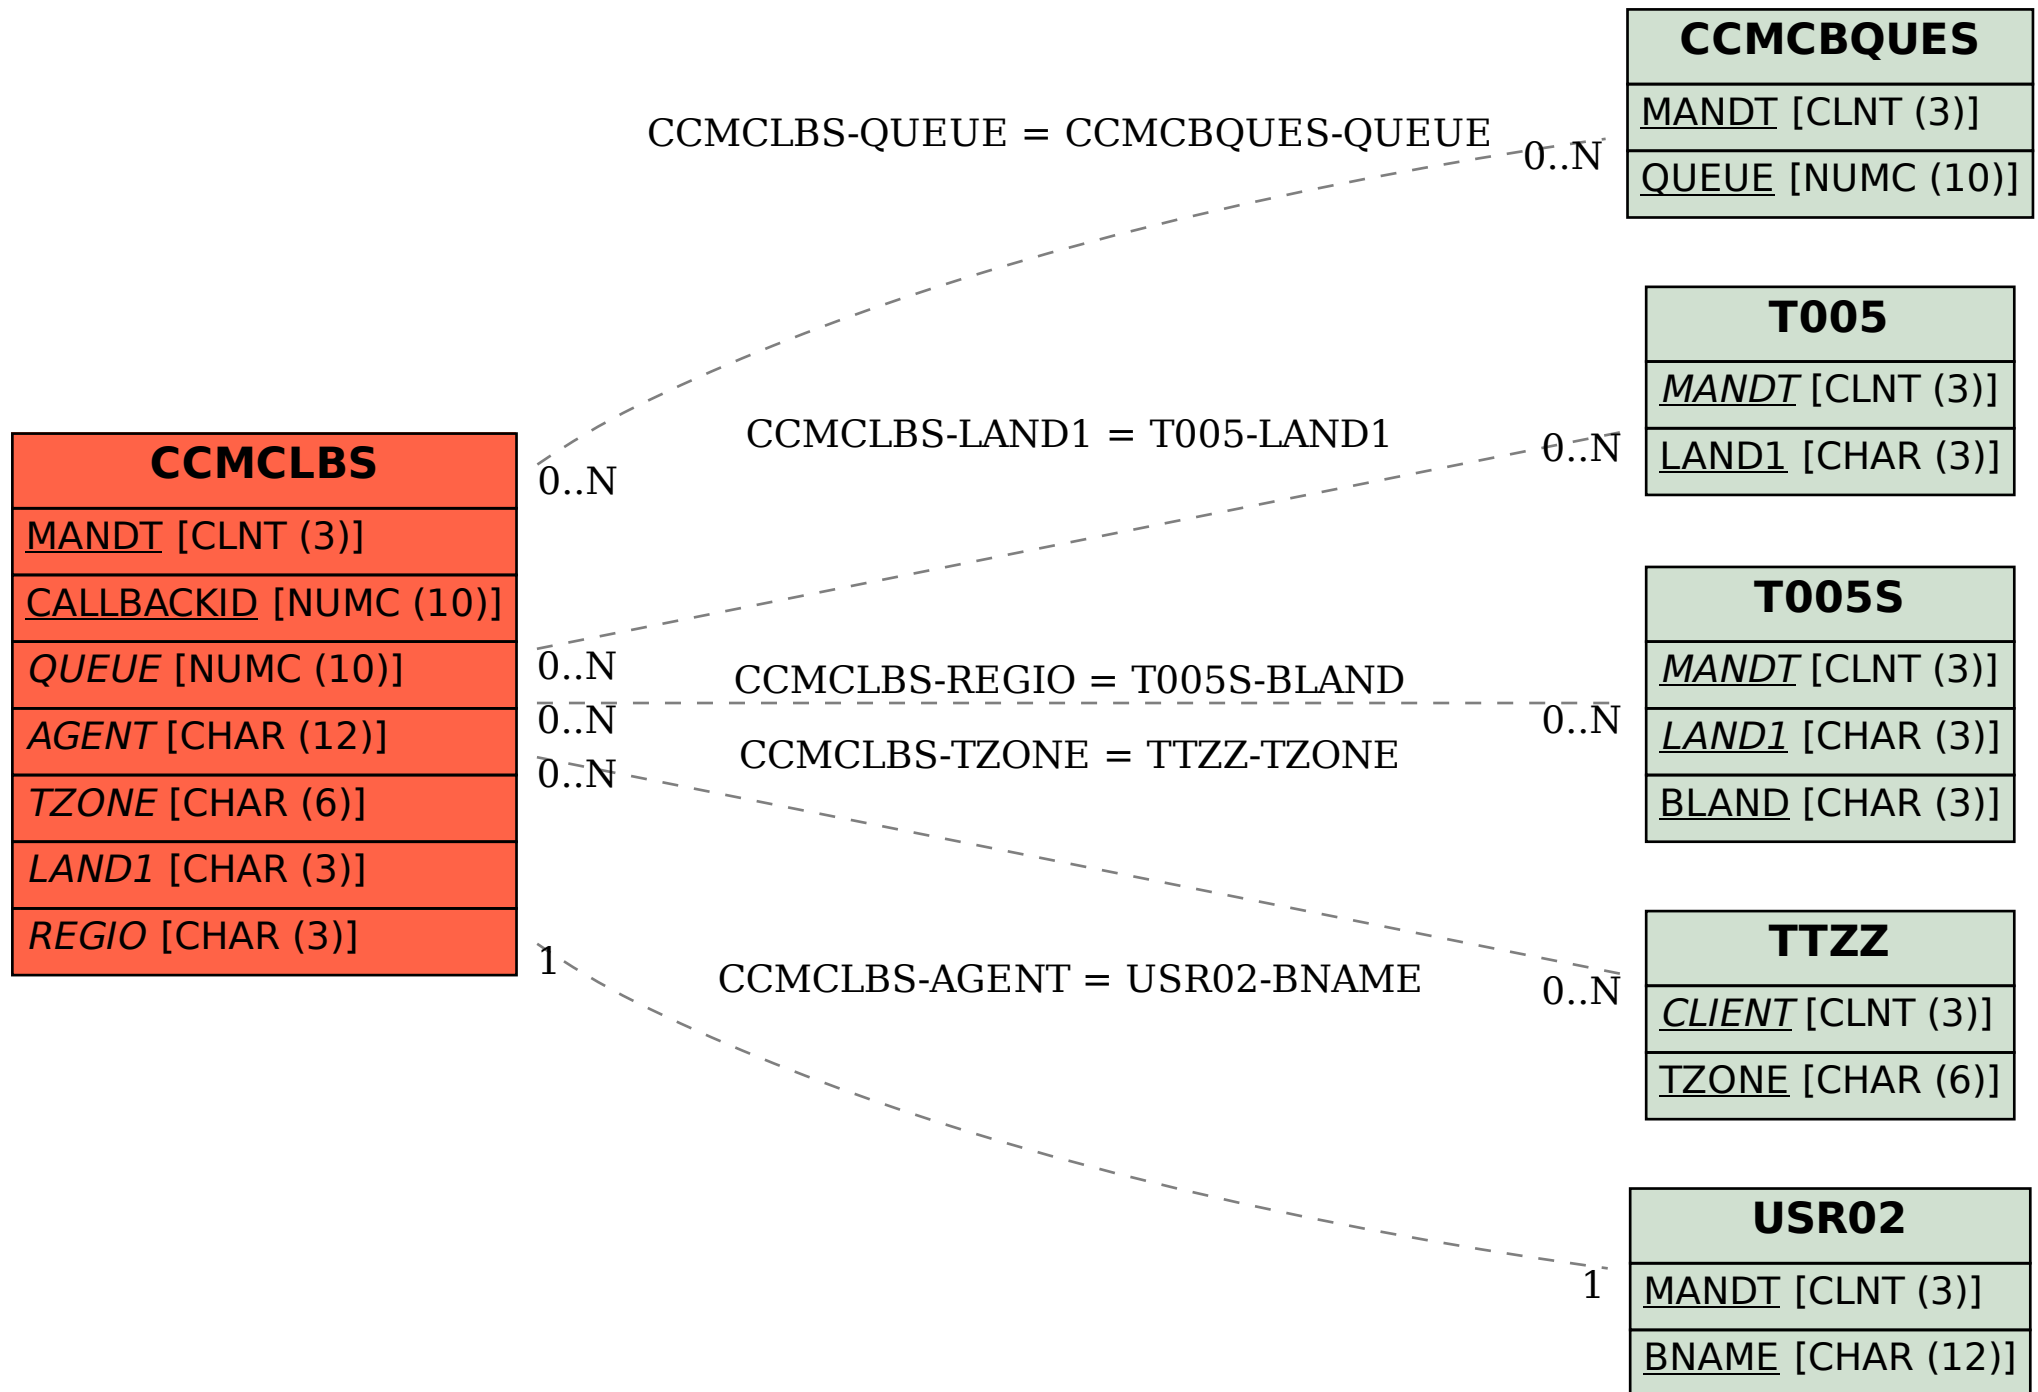 CCMCLBS
MANDT [CLNT (3)]
CALLBACKID [NUMC (10)]
QUEUE [NUMC (10)]
AGENT [CHAR (12)]
TZONE [CHAR (6)]
LAND1 [CHAR (3)]
REGIO [CHAR (3)]
CCMCLBS-QUEUE = CCMCBQUES-QUEUE
0..N
0..N
CCMCLBS-LAND1 = T005-LAND1
0..N
0..N
CCMCLBS-REGIO = T005S-BLAND
0..N
0..N
CCMCLBS-TZONE = TTZZ-TZONE
0..N
0..N
CCMCLBS-AGENT = USR02-BNAME
1
1
CCMCBQUES
MANDT [CLNT (3)]
QUEUE [NUMC (10)]
T005
MANDT [CLNT (3)]
LAND1 [CHAR (3)]
T005S
MANDT [CLNT (3)]
LAND1 [CHAR (3)]
BLAND [CHAR (3)]
TTZZ
CLIENT [CLNT (3)]
TZONE [CHAR (6)]
USR02
MANDT [CLNT (3)]
BNAME [CHAR (12)]